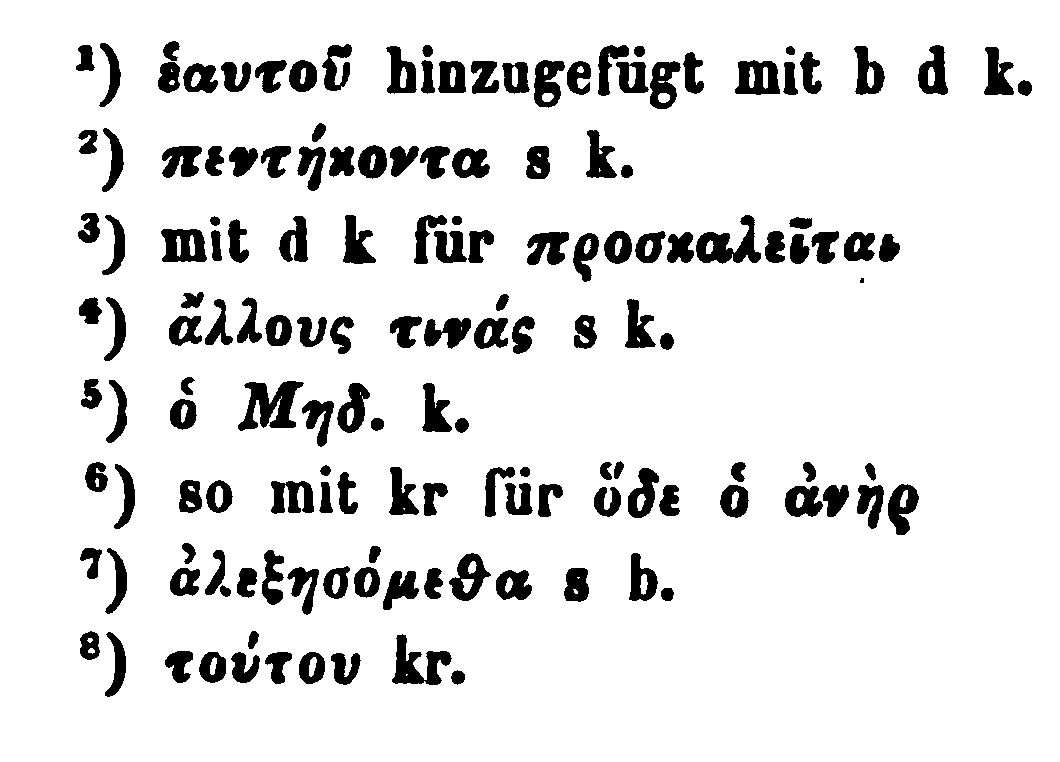 ¹) ἑαυτοῦ hinzugefügt mit b d k.
²) πεντήκοντα s k.
³) mit d k für προσκαλεῖται
⁴) ἄλλους τινάς s k.
⁵) ὁ Μηδ. k.
⁶) so mit kr für ὅδε ὁ ἀνὴρ
⁷) ἀλεξησόμεθα s b.
⁸) τούτου kr.